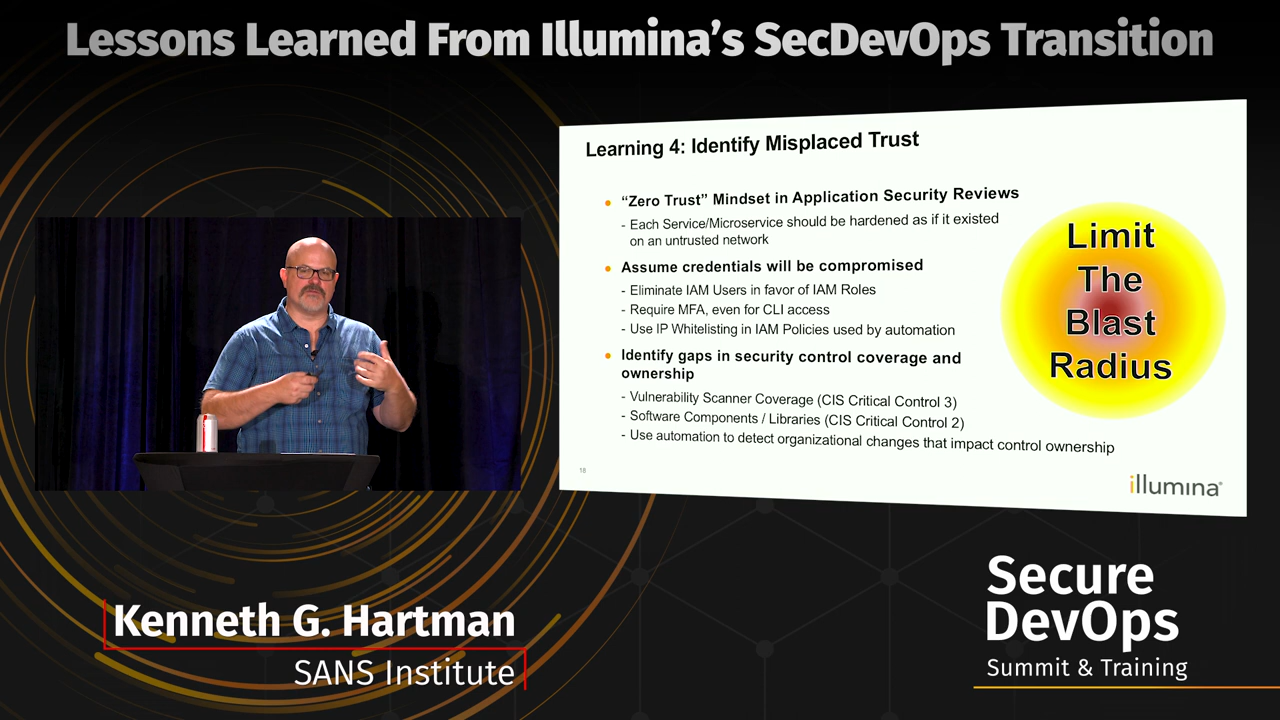 Lessons Learned From Illumina's SecDevOps Transition
Learning 4: Identify Misplaced Trust
• “Zero Trust” Mindset in Application Security Reviews
- Each Service/Microservice should be hardened as if it existed
on an untrusted network
• Assume credentials will be compromised
- Eliminate IAM Users in favor of IAM Roles
- Require MFA, even for CLI access
- Use IP Whitelisting in IAM Policies used by automation
• Identify gaps in security control coverage and
ownership
- Vulnerability Scanner Coverage (CIS Critical Control 3)
- Software Components / Libraries (CIS Critical Control 2)
- Use automation to detect organizational changes that impact control ownership
Limit
The
Blast
Radius
18
illumina®
Kenneth G. Hartman
SANS Institute
Secure
DevOps
Summit & Training